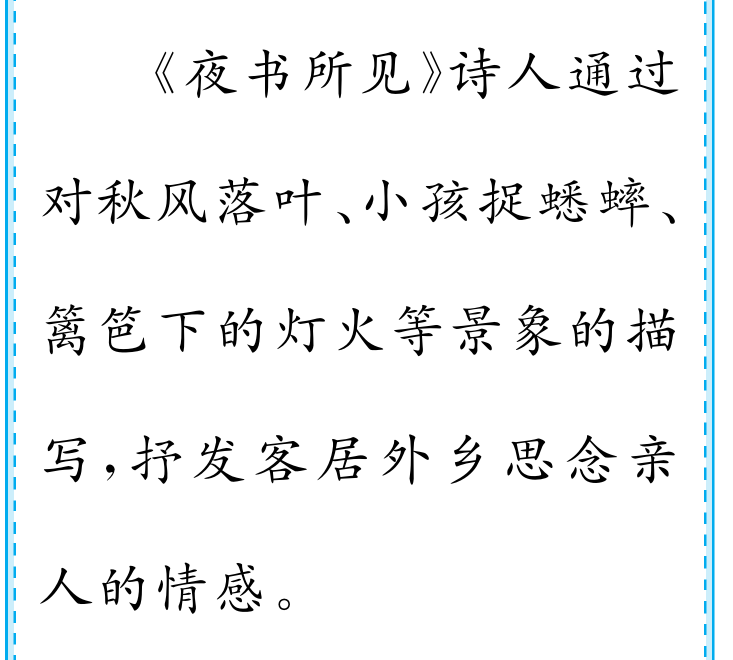 《夜书所见》诗人通过
对秋风落叶、小孩捉蟋蟀、
篱笆下的灯火等景象的描
写,抒发客居外乡思念亲
人的情感。